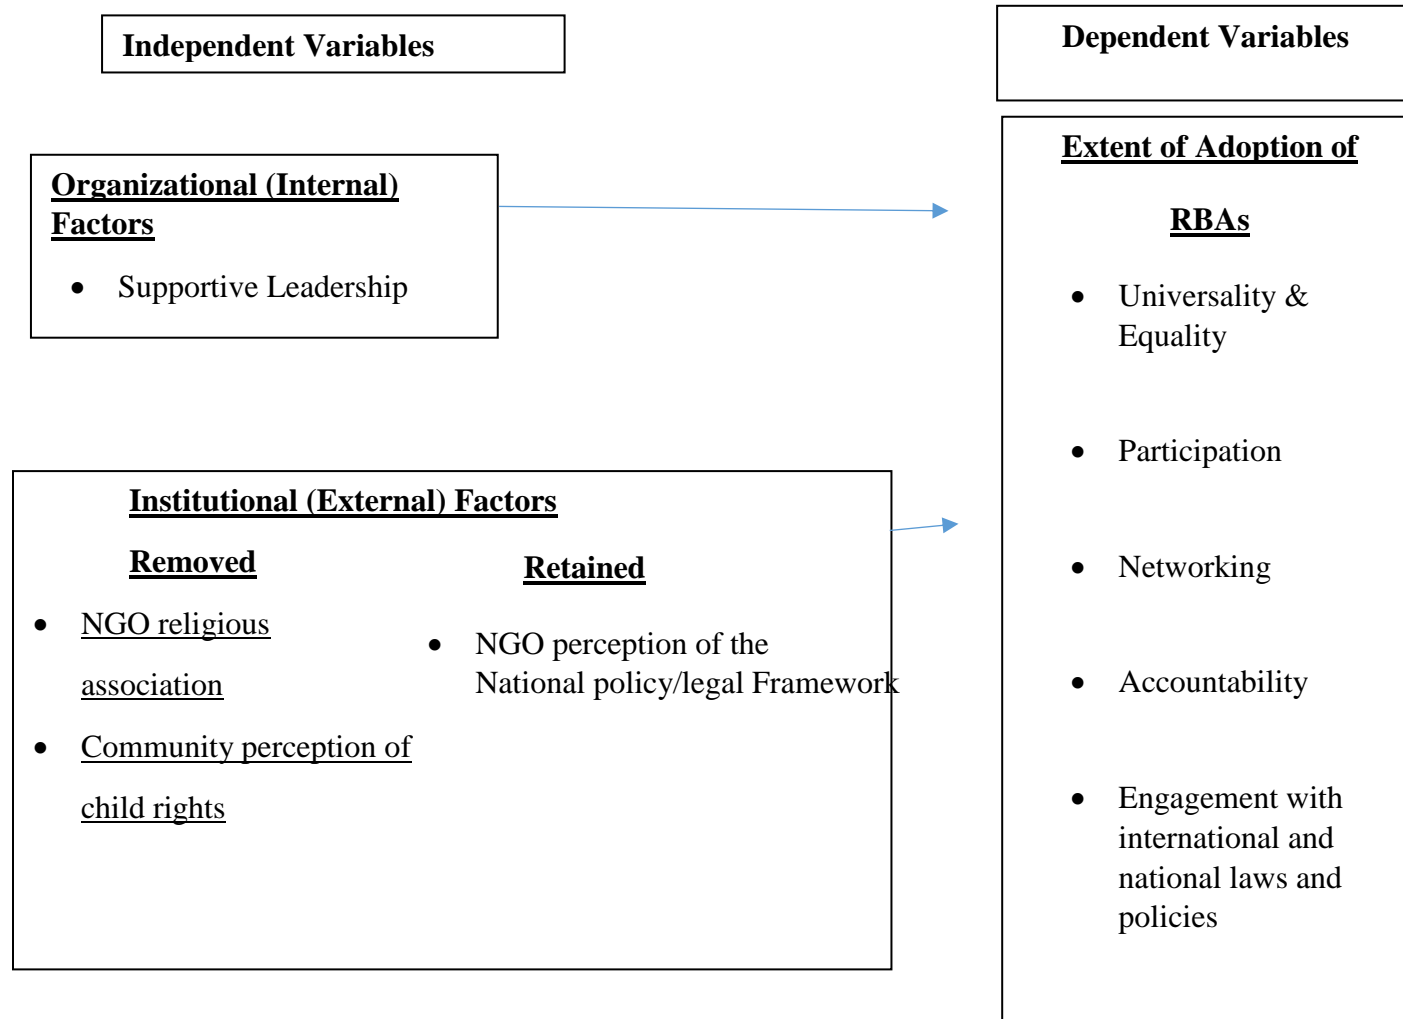 Independent Variables
Dependent Variables
Organizational (Internal)
Factors
• Supportive Leadership
Institutional (External) Factors
Removed
• NGO religious
association
• Community perception of
child rights
Retained
• NGO perception of the
National policy/legal Framework
Extent of Adoption of
RBAs
• Universality &
Equality
• Participation
• Networking
• Accountability
• Engagement with
international and
national laws and
policies